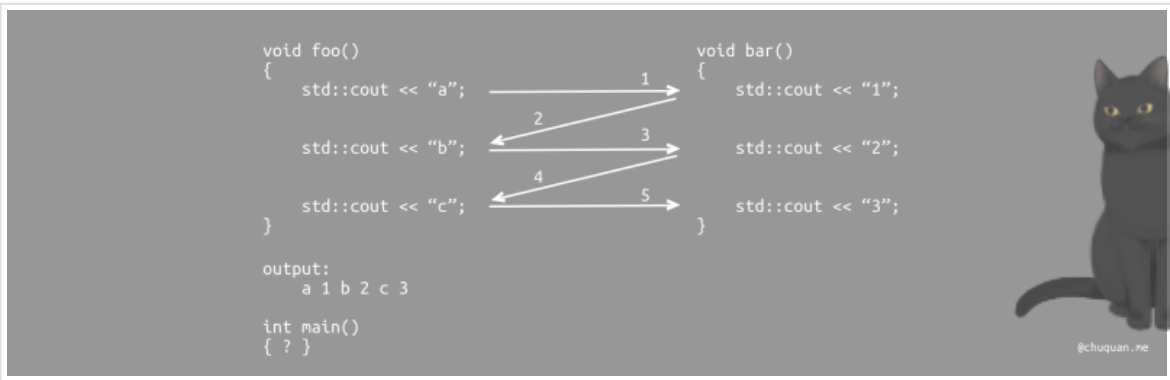 void foo()
{
std::cout << “a”;
std::cout << “b”;
std::cout << “c”;
}
1
2
3
4
5
void bar()
{
std::cout << “1”;
std::cout << “2”;
std::cout << “3”;
}
output:
a 1 b 2 c 3
int main()
{ ? }
@chuquan.me